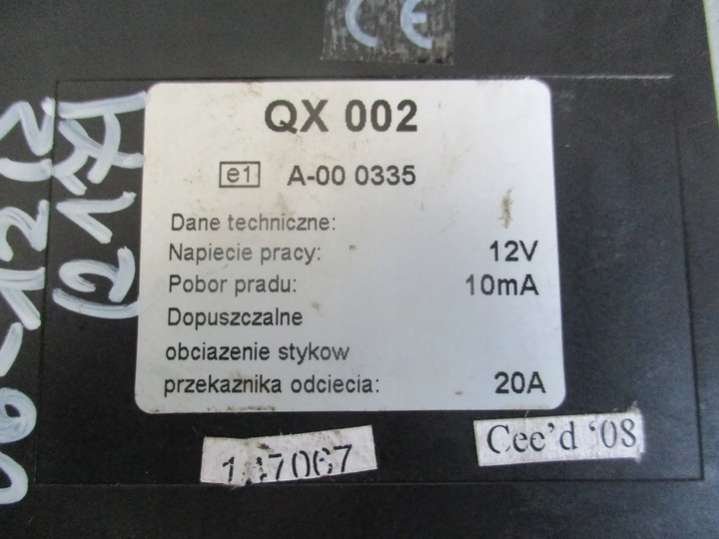 CE
QX 002
e1 A-00 0335
Dane techniczne:
Napiecie pracy: 12V
Pobor pradu: 10mA
Dopuszczalne
obciazenie stykow
przekaznika odciecia: 20A
Cee'd '08